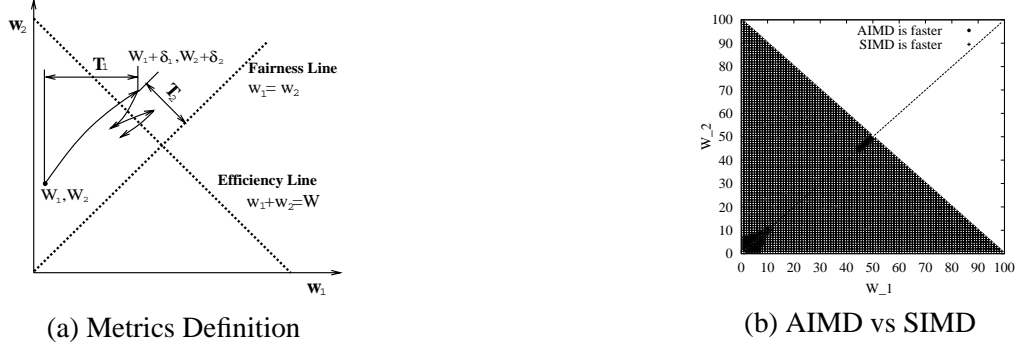 w₂
T₁
W₁+δ₁,W₂+δ₂
T₂
Fairness Line
w₁= w₂
W₁,W₂
Efficiency Line
w₁+w₂=W
w₁
(a) Metrics Definition
100
90
80
70
60
50
40
30
20
10
0
W_2
AIMD is faster
SIMD is faster
0 10 20 30 40 50 60 70 80 90 100
W_1
(b) AIMD vs SIMD